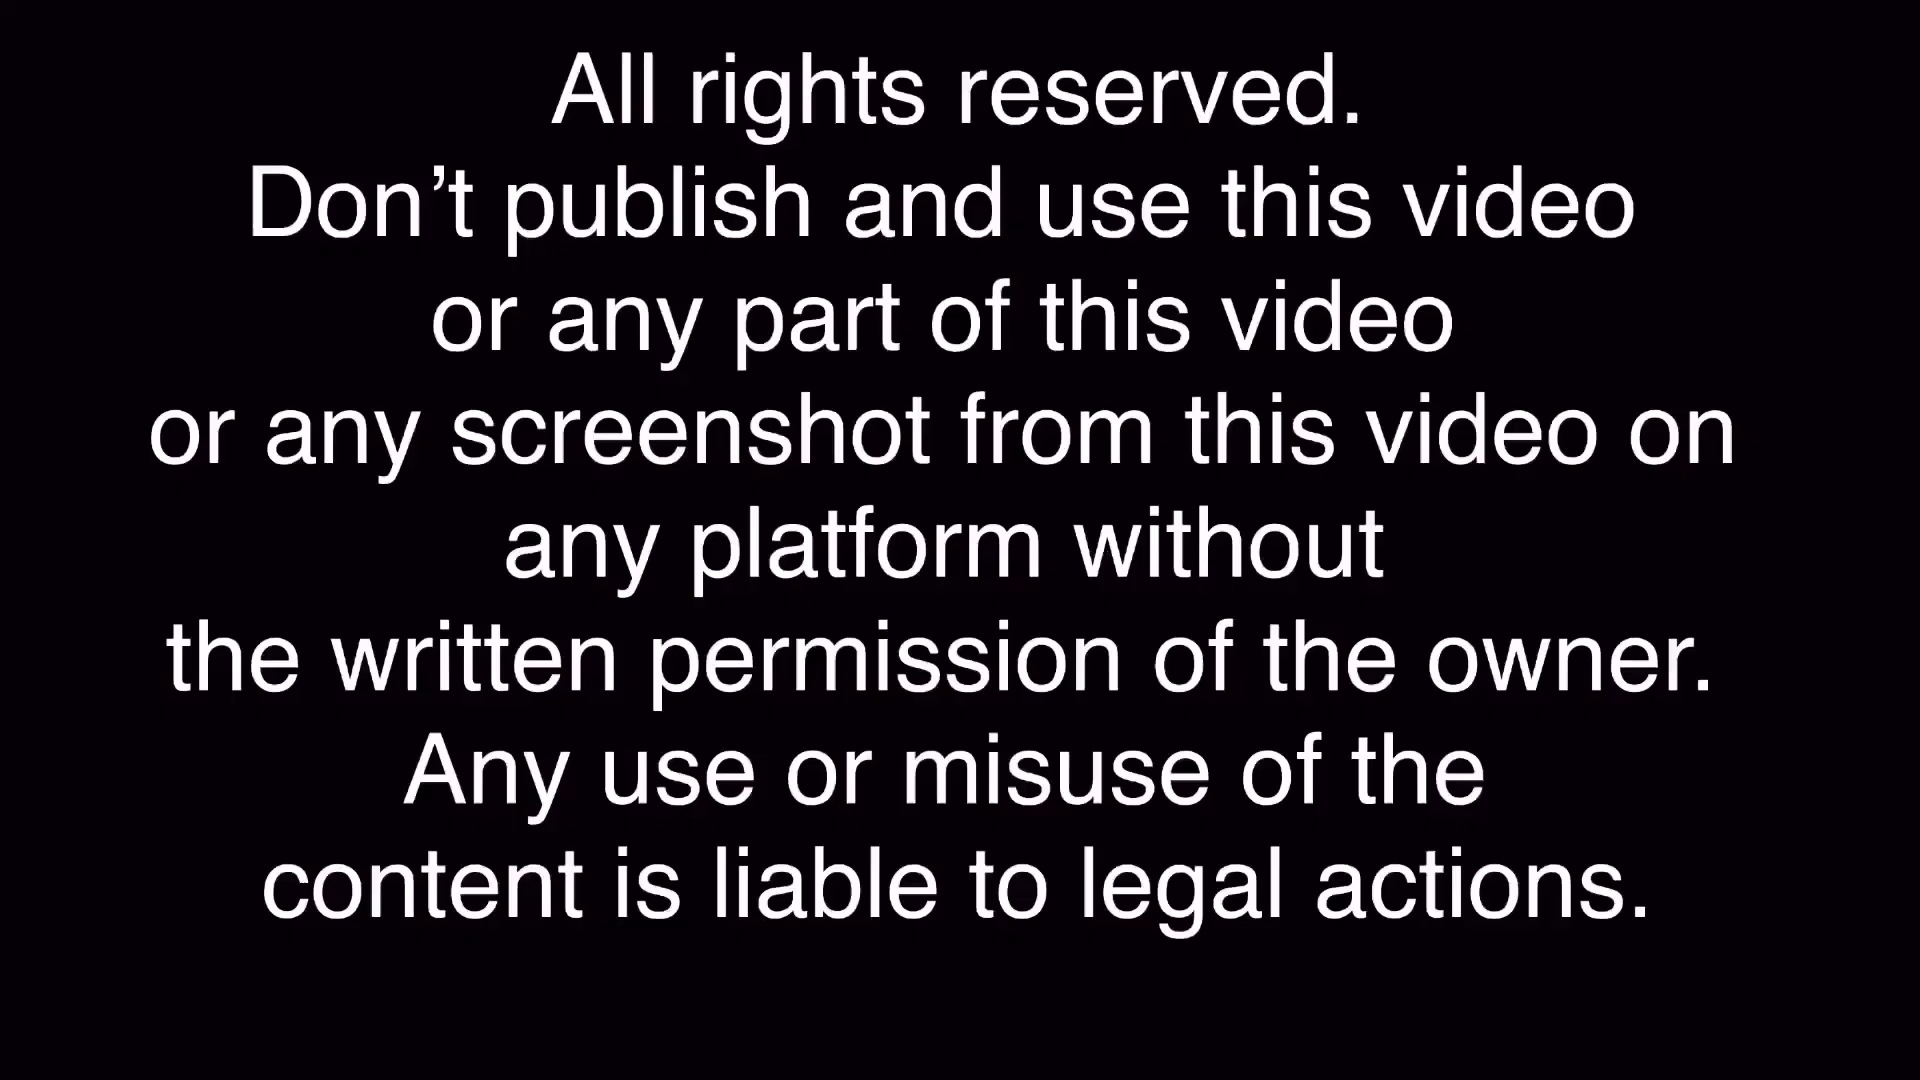 All rights reserved.
Don’t publish and use this video
or any part of this video
or any screenshot from this video on
any platform without
the written permission of the owner.
Any use or misuse of the
content is liable to legal actions.